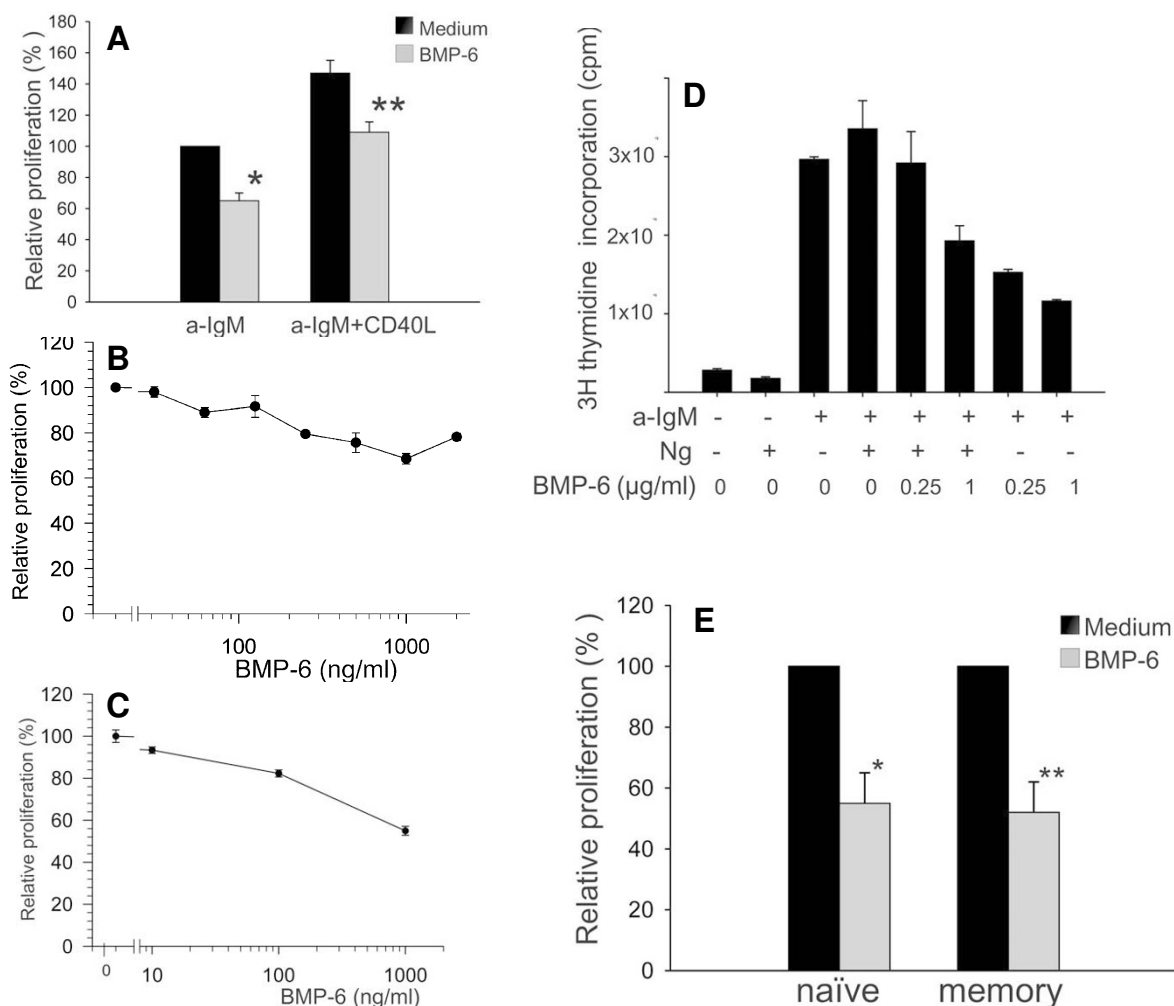 A
Medium
BMP-6
Relative proliferation (%)
180
160
140
120
100
80
60
40
20
0
*
**
a-IgM
a-IgM+CD40L
B
Relative proliferation (%)
120
100
80
60
40
20
0
100
1000
BMP-6 (ng/ml)
C
Relative proliferation (%)
120
100
80
60
40
20
0
0
10
100
1000
BMP-6 (ng/ml)
D
3H thymidine incorporation (cpm)
3x10
2x10
1x10
a-IgM - - + + + + + +
Ng - + - + + + - -
BMP-6 (µg/ml) 0 0 0 0 0.25 1 0.25 1
E
Medium
BMP-6
Relative proliferation (%)
120
100
80
60
40
20
0
*
**
naïve
memory